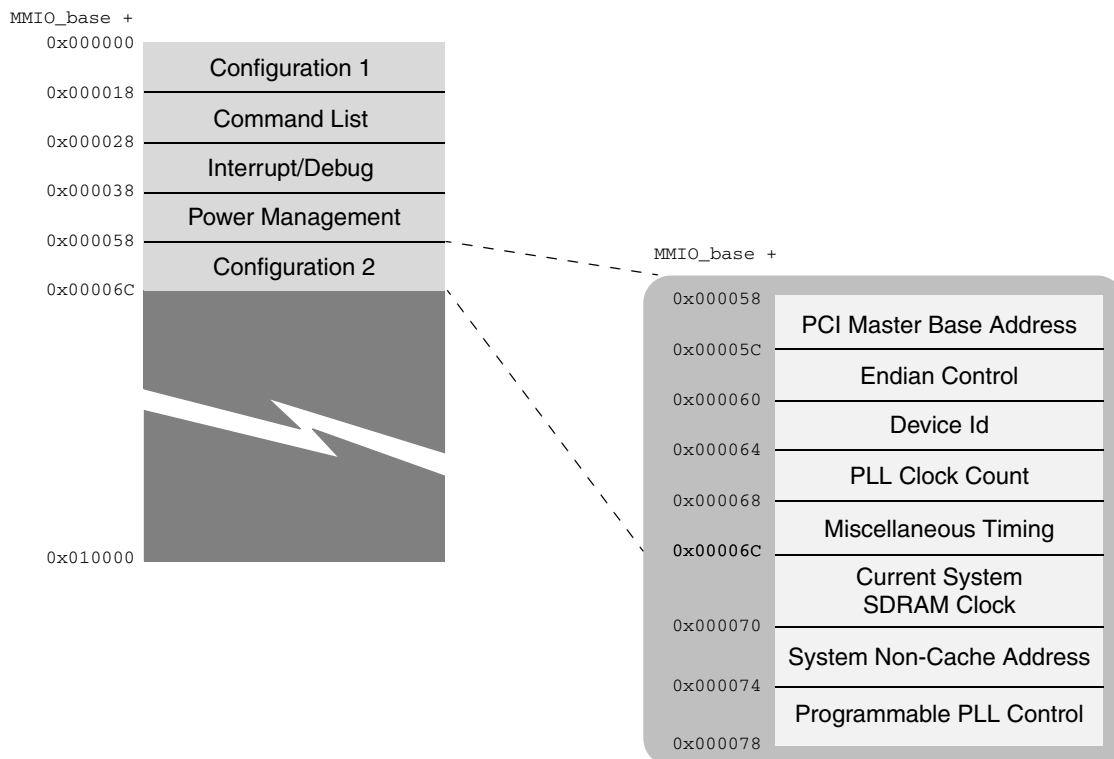 MMIO_base +
0x000000
Configuration 1
0x000018
Command List
0x000028
Interrupt/Debug
0x000038
Power Management
0x000058
Configuration 2
0x00006C
0x010000
MMIO_base +
0x000058
PCI Master Base Address
0x00005C
Endian Control
0x000060
Device Id
0x000064
PLL Clock Count
0x000068
Miscellaneous Timing
0x00006C
Current System
SDRAM Clock
0x000070
System Non-Cache Address
0x000074
Programmable PLL Control
0x000078